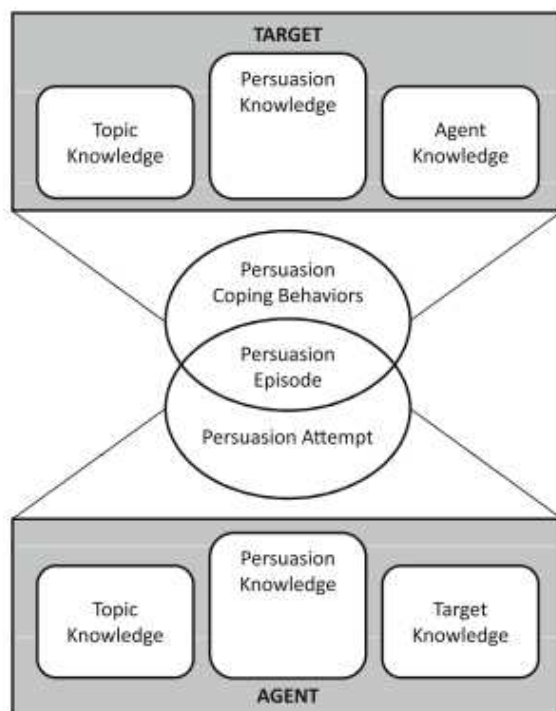 TARGET
Persuasion
Knowledge
Topic
Knowledge
Agent
Knowledge
Persuasion
Coping Behaviors
Persuasion
Episode
Persuasion Attempt
Persuasion
Knowledge
Topic
Knowledge
Target
Knowledge
AGENT